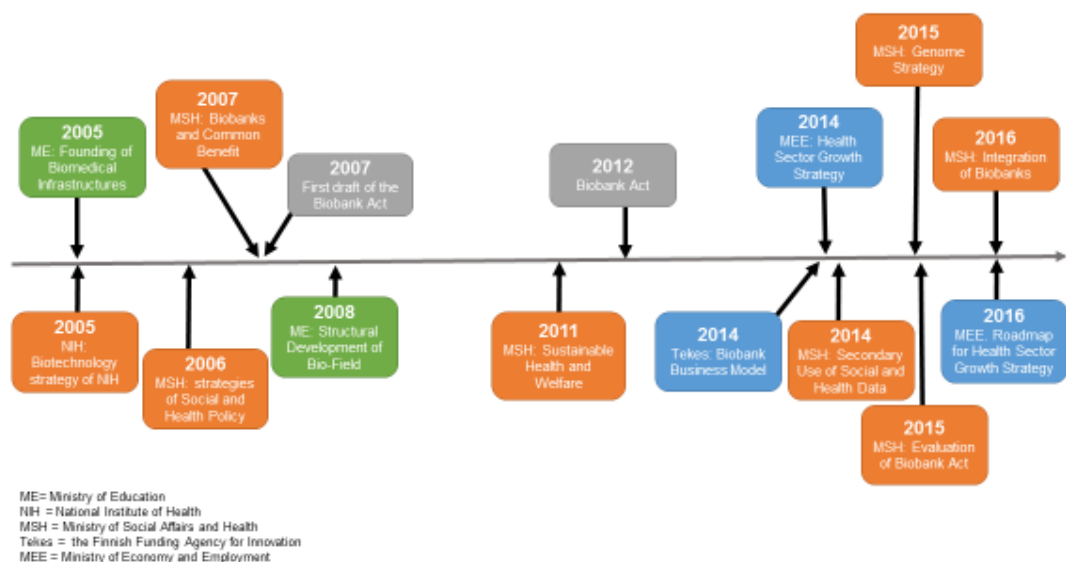 2005
ME: Founding of
Biomedical
Infrastructures
2007
MSH: Biobanks
and Common
Benefit
2007
First draft of the
Biobank Act
2012
Biobank Act
2014
MEE: Health
Sector Growth
Strategy
2015
MSH: Genome
Strategy
2016
MSH: Integration
of Biobanks
2005
NIH:
Biotechnology
strategy of NIH
2006
MSH: strategies
of Social and
Health Policy
2008
ME: Structural
Development of
Bio-Field
2011
MSH: Sustainable
Health and
Welfare
2014
Tekes: Biobank
Business Model
2014
MSH: Secondary
Use of Social and
Health Data
2015
MSH: Evaluation
of Biobank Act
2016
MEE: Roadmap
for Health Sector
Growth Strategy
ME= Ministry of Education
NIH = National Institute of Health
MSH = Ministry of Social Affairs and Health
Tekes = the Finnish Funding Agency for Innovation
MEE = Ministry of Economy and Employment